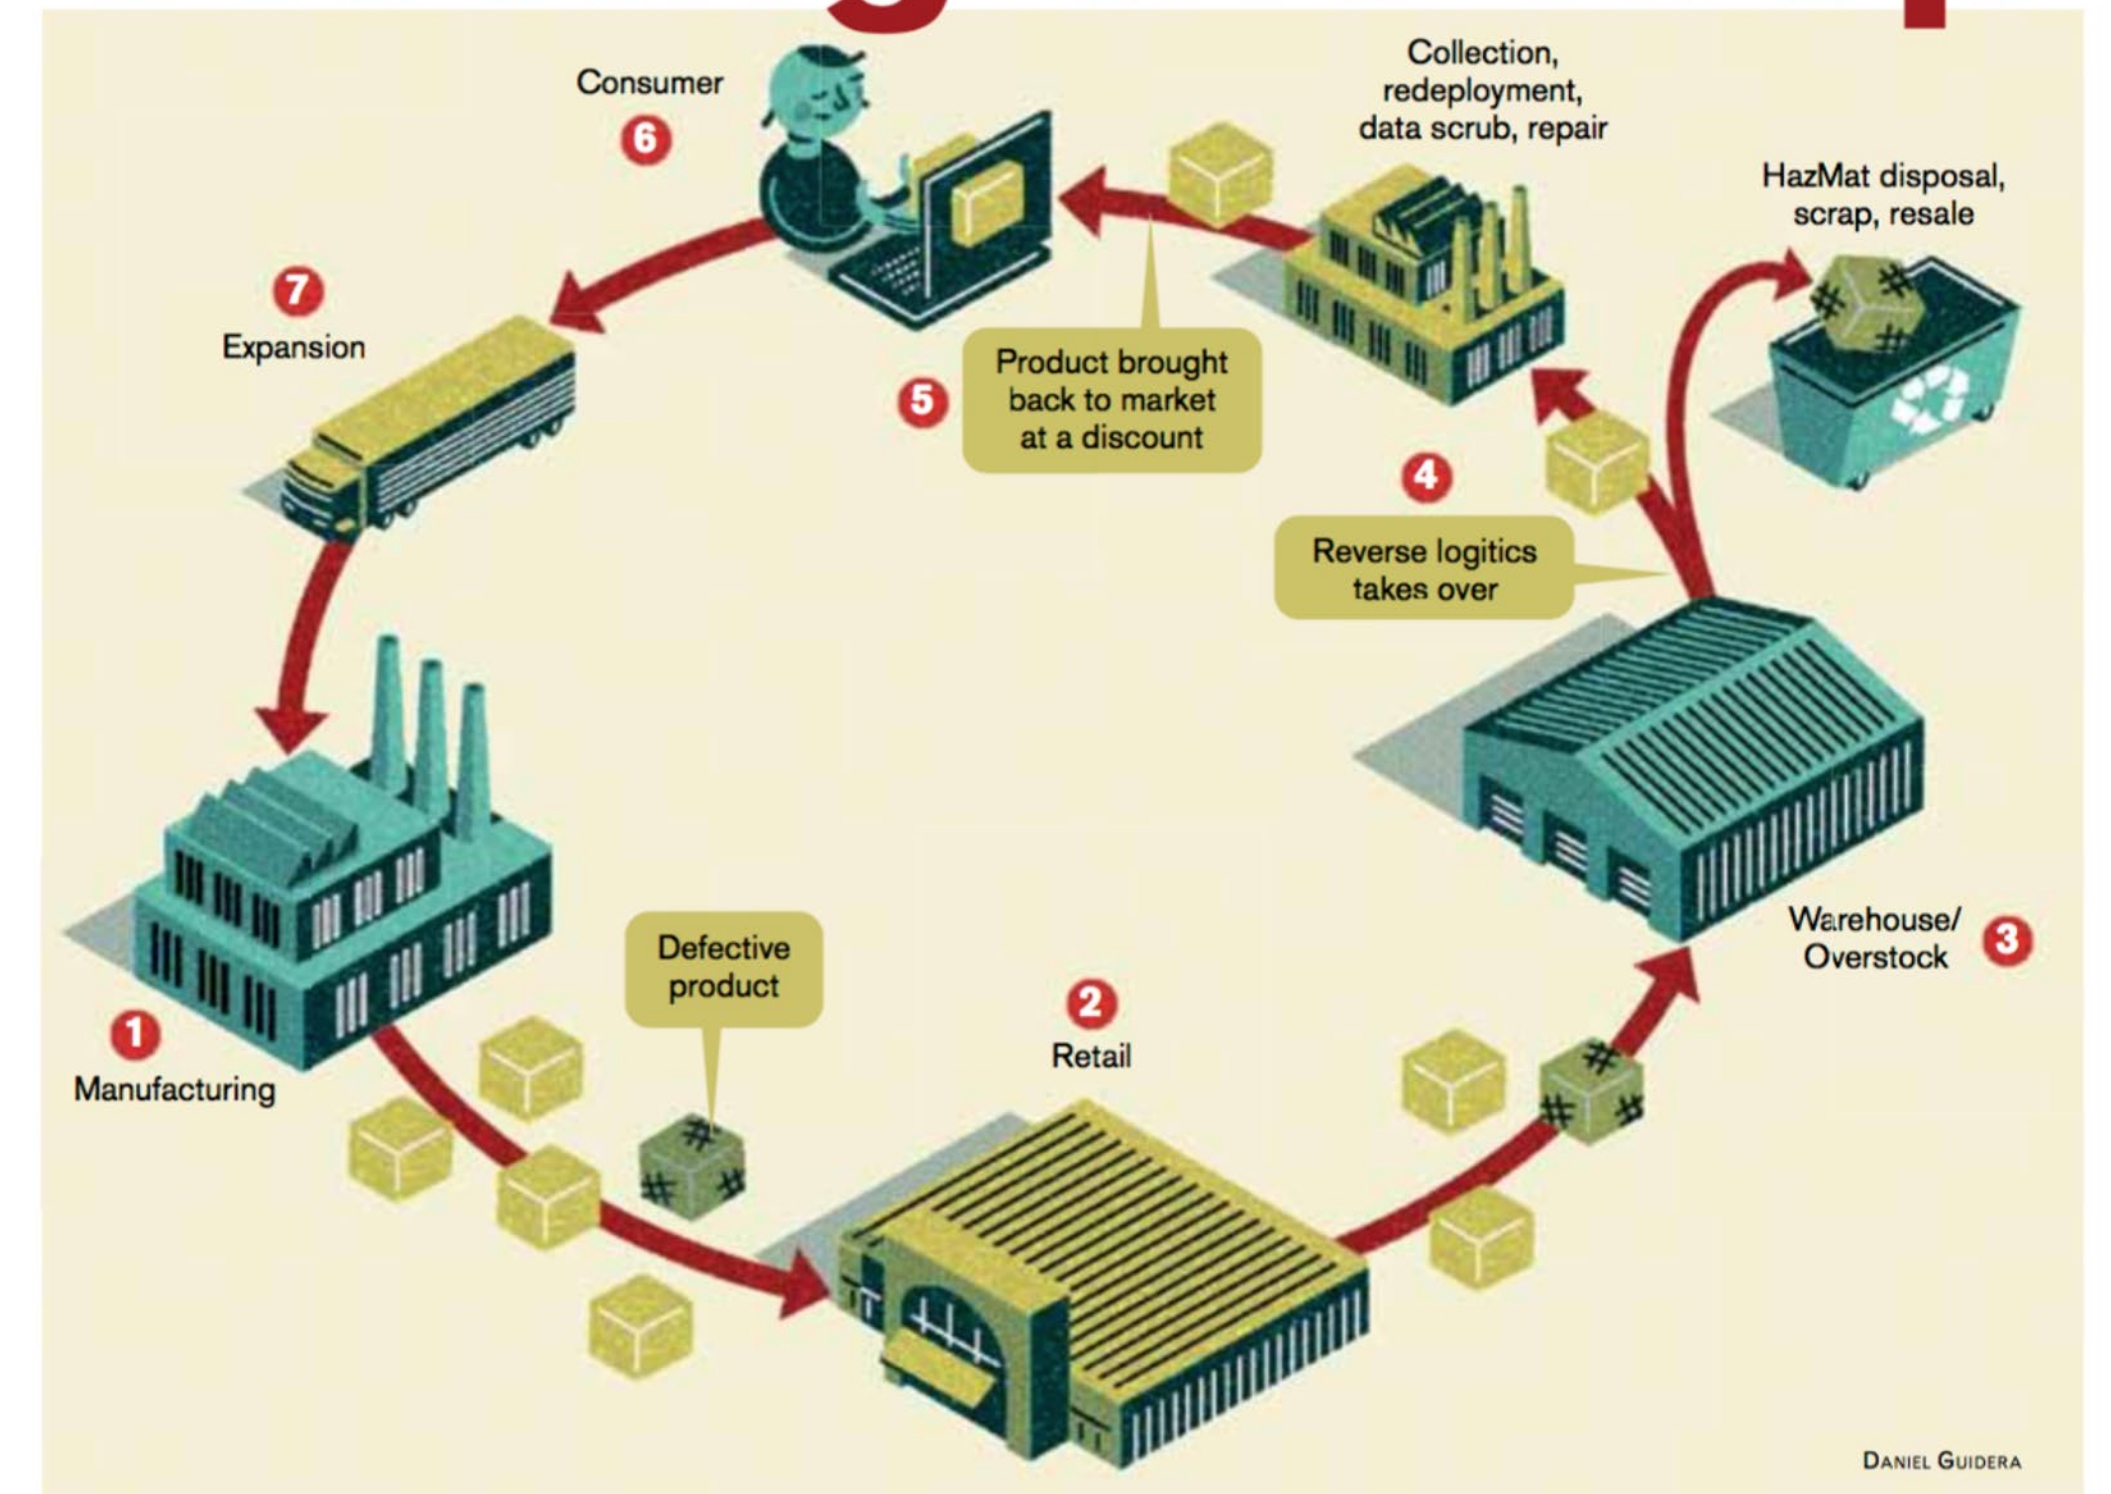 Consumer
6
Collection,
redeployment,
data scrub, repair
HazMat disposal,
scrap, resale
7
Expansion
5
Product brought
back to market
at a discount
4
Reverse logitics
takes over
Defective
product
Warehouse/
Overstock
3
2
Retail
1
Manufacturing
DANIEL GUIDERA